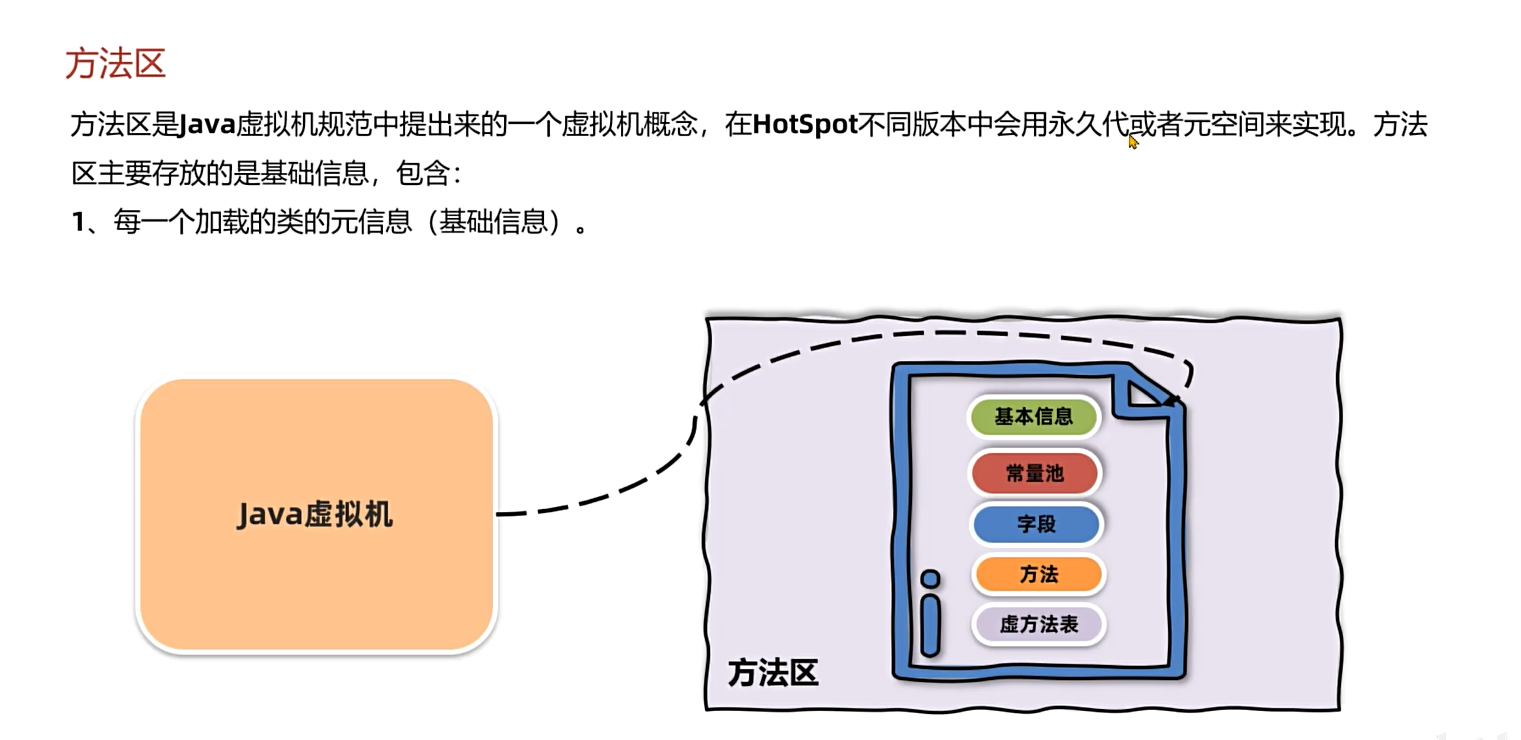 方法区
方法区是Java虚拟机规范中提出来的一个虚拟机概念，在HotSpot不同版本中会用永久代或者元空间来实现。方法
区主要存放的是基础信息，包含：
1、每一个加载的类的元信息（基础信息）。
基本信息
常量池
字段
Java虚拟机
方法
虚方法表
方法区